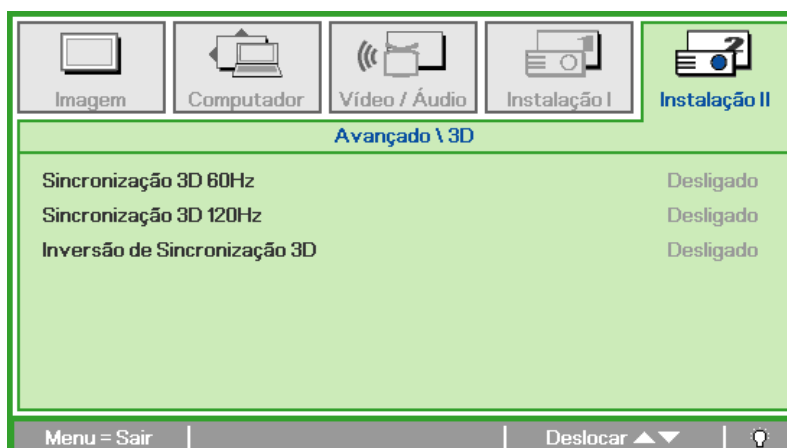 Imagem
Computador
Vídeo / Áudio
Instalação I
Instalação II
Avançado \ 3D
Sincronização 3D 60Hz Desligado
Sincronização 3D 120Hz Desligado
Inversão de Sincronização 3D Desligado
Menu = Sair Deslocar ▲▼